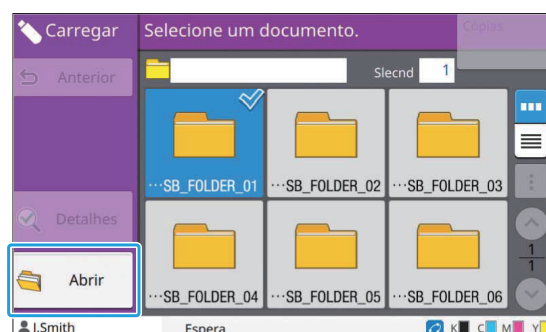 Carregar
Selecione um documento.
Cópias
Anterior
Slecnd 1
···SB_FOLDER_01
···SB_FOLDER_02
···SB_FOLDER_03
Detalhes
1
1
Abrir
···SB_FOLDER_04
···SB_FOLDER_05
···SB_FOLDER_06
J.Smith
Espera
K C M Y